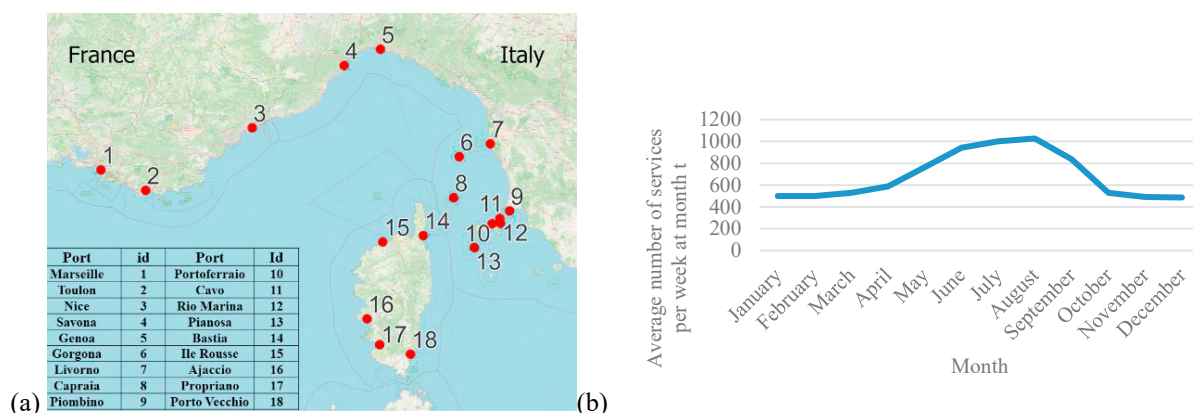 France
Italy
4
5
3
7
6
1
2
8
9
11
10
12
15
14
13
16
17
18
Port id Port Id
Marseille 1 Portoferraio 10
Toulon 2 Cavo 11
Nice 3 Rio Marina 12
Savona 4 Pianosa 13
Genoa 5 Bastia 14
Gorgona 6 Ile Rousse 15
Livorno 7 Ajaccio 16
Capraia 8 Propriano 17
Piombino 9 Porto Vecchio 18
(a)
Average number of services
per week at month t
1200
1000
800
600
400
200
0
January
February
March
April
May
June
July
August
September
October
November
December
Month
(b)